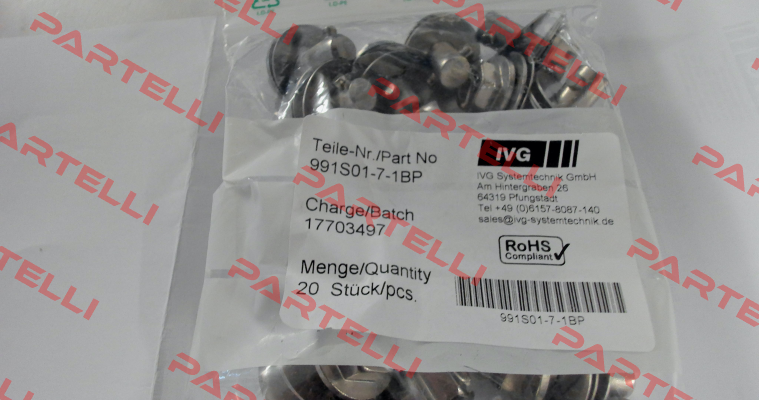 Teile-Nr./Part No
991S01-7-1BP
Charge/Batch
17703497
Menge/Quantity
20 Stück/pcs.
IVG
IVG Systemtechnik GmbH
Am Hintergraben 26
64319 Pfungstadt
Tel +49 (0)6157-8087-140
sales@ivg-systemtechnik.de
RoHS
Compliant
991S01-7-1BP
PARTELLI
PARTELLI
PARTELLI
PARTELLI
PARTELLI
PARTELLI
PARTELLI
PARTELLI
PARTELLI
PARTELLI